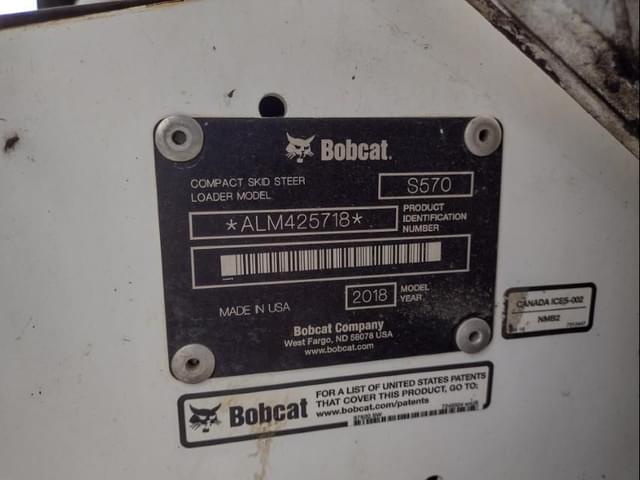 Bobcat.
COMPACT SKID STEER
LOADER MODEL
S570
*ALM425718*
PRODUCT
IDENTIFICATION
NUMBER
MADE IN USA
2018
MODEL
YEAR
Bobcat Company
West Fargo, ND 58078 USA
www.bobcat.com
CANADA ICES-002
NMB2
Bobcat
FOR A LIST OF UNITED STATES PATENTS
THAT COVER THIS PRODUCT, GO TO:
www.bobcat.com/patents